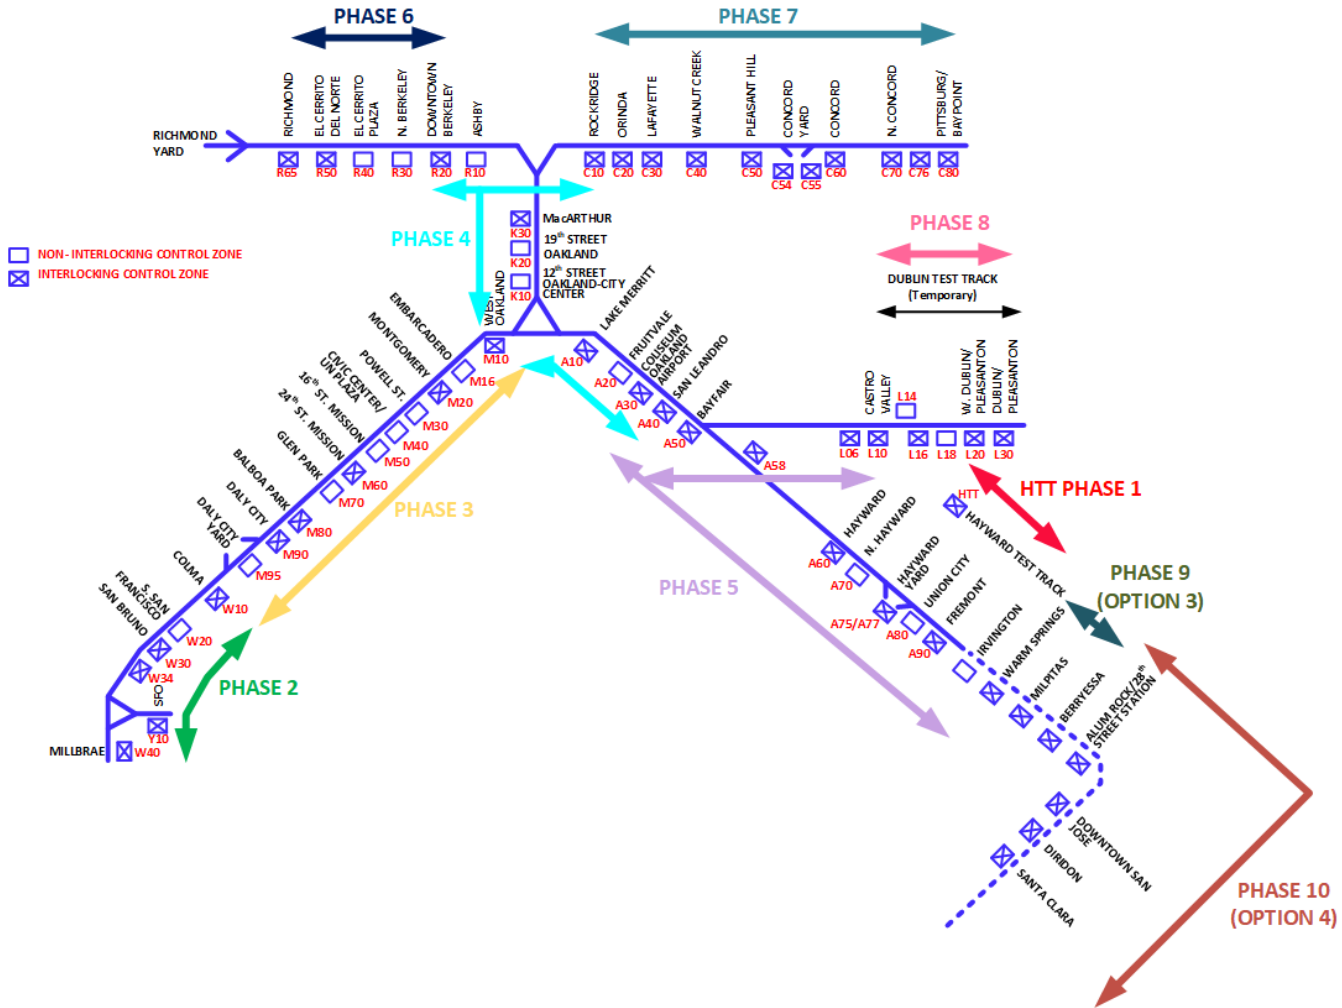 PHASE 6
PHASE 7
RICHMOND
EL CERRITO
DEL NORTE
EL CERRITO
PLAZA
N. BERKELEY
DOWNTOWN
BERKELEY
ASHBY
ROCKRIDGE
ORINDA
LAFAYETTE
WALNUT CREEK
PLEASANT HILL
CONCORD
YARD
CONCORD
N. CONCORD
PITTSBURG/
BAYPOINT
RICHMOND
YARD
R65
R50
R40
R30
R20
R10
C10
C20
C30
C40
C50
C54
C55
C60
C70
C76
C80
PHASE 4
MacARTHUR
K30
19th STREET
OAKLAND
K20
12th STREET
OAKLAND-CITY
CENTER
K10
PHASE 8
DUBLIN TEST TRACK
(Temporary)
NON- INTERLOCKING CONTROL ZONE
INTERLOCKING CONTROL ZONE
WEST
OAKLAND
EMBARCADERO
MONTGOMERY
POWELL ST.
CIVIC CENTER/
UN PLAZA
16th ST. MISSION
24th ST. MISSION
GLEN PARK
BALBOA PARK
DALY CITY
DALY CITY
YARD
COLMA
S. SAN
FRANCISCO
SAN BRUNO
M10
M16
M20
M30
M40
M50
M60
M70
M80
M90
M95
W10
W20
W30
W34
SFO
Y10
MILLBRAE
W40
PHASE 3
PHASE 2
LAKE MERRITT
FRUITVALE
COLISEUM
OAKLAND
AIRPORT
SAN LEANDRO
BAYFAIR
A10
A20
A30
A40
A50
A58
CASTRO
VALLEY
L14
W. DUBLIN/
PLEASANTON
DUBLIN/
PLEASANTON
L06
L10
L16
L18
L20
L30
HTT PHASE 1
HTT
HAYWARD TEST TRACK
PHASE 5
HAYWARD
N. HAYWARD
HAYWARD
YARD
UNION CITY
FREMONT
A60
A70
A75/A77
A80
A90
IRVINGTON
WARM SPRINGS
MILPITAS
BERRYESSA
ALUM ROCK/28th
STREET STATION
PHASE 9
(OPTION 3)
DOWNTOWN SAN
JOSE
DIRIDON
SANTA CLARA
PHASE 10
(OPTION 4)